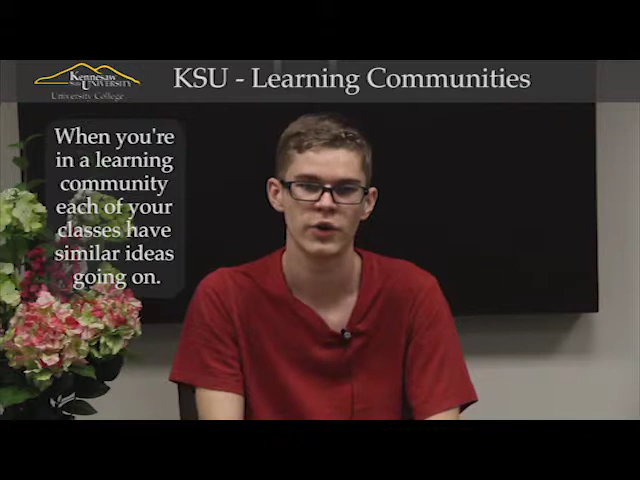 Kennesaw
State UNIVERSITY
University College
KSU - Learning Communities
When you're
in a learning
community
each of your
classes have
similar ideas
going on.